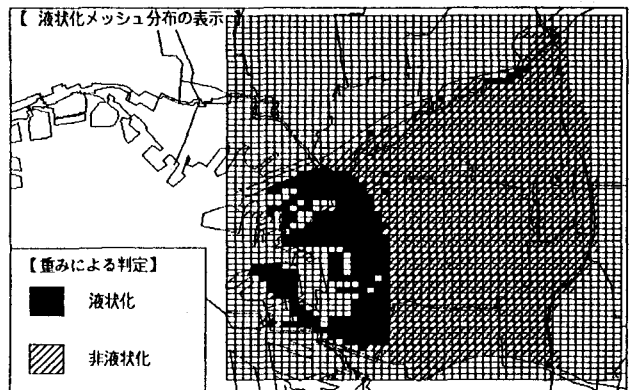 【 液状化メッシュ分布の表示 】
【重みによる判定】
液状化
非液状化